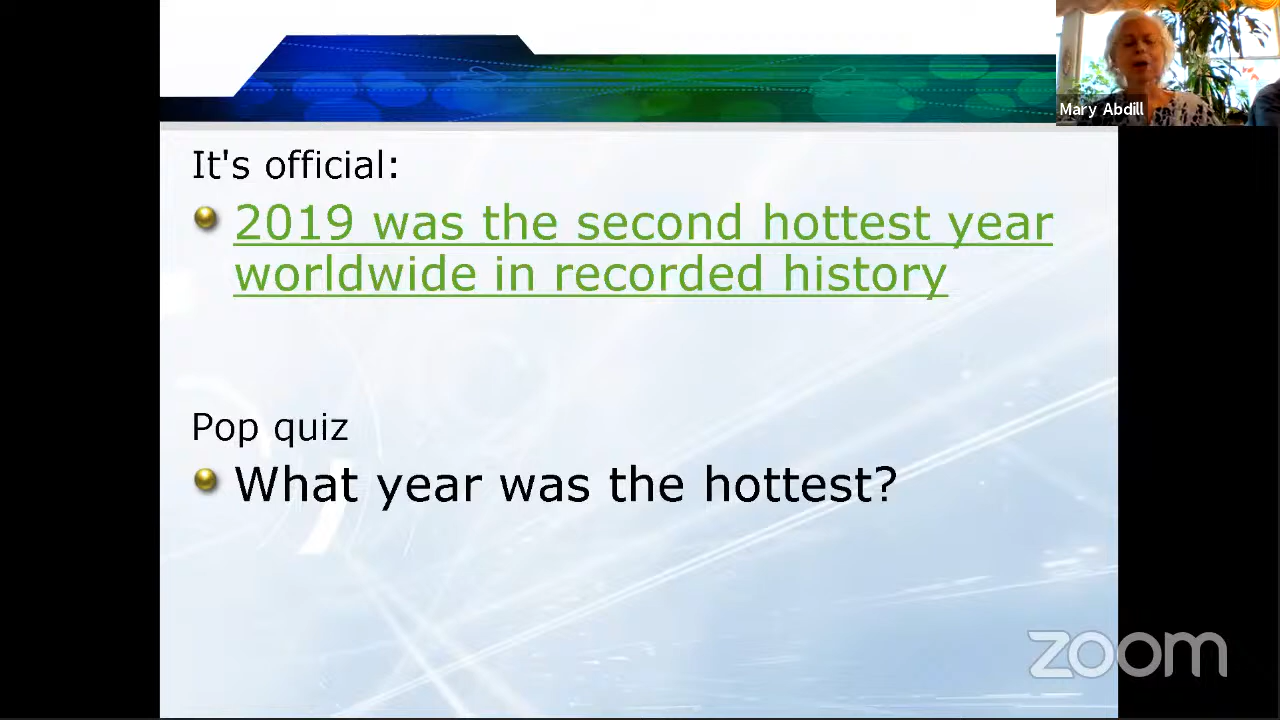 Mary Abdill
It's official:
2019 was the second hottest year
worldwide in recorded history
Pop quiz
What year was the hottest?
zoom